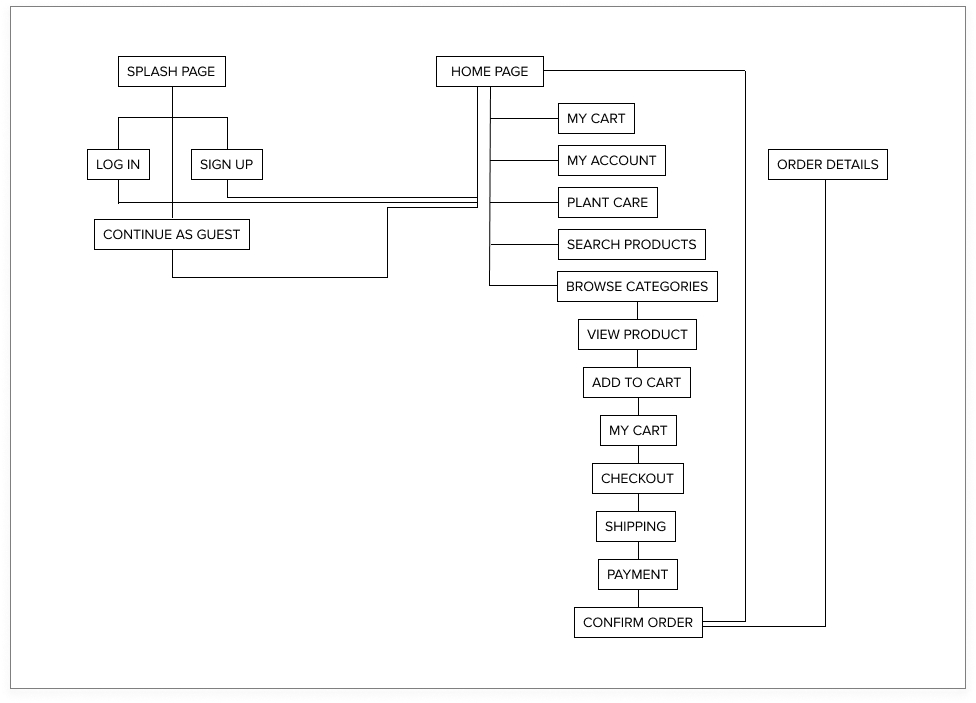 SPLASH PAGE
HOME PAGE
MY CART
MY ACCOUNT
LOG IN
SIGN UP
ORDER DETAILS
PLANT CARE
CONTINUE AS GUEST
SEARCH PRODUCTS
BROWSE CATEGORIES
VIEW PRODUCT
ADD TO CART
MY CART
CHECKOUT
SHIPPING
PAYMENT
CONFIRM ORDER